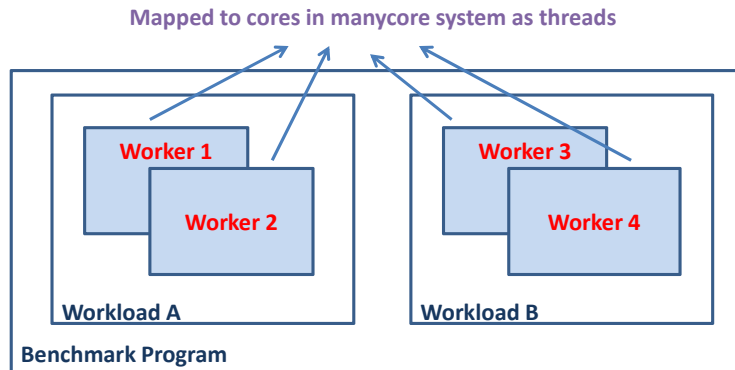 Mapped to cores in manycore system as threads
Worker 1
Worker 2
Worker 3
Worker 4
Workload A
Workload B
Benchmark Program